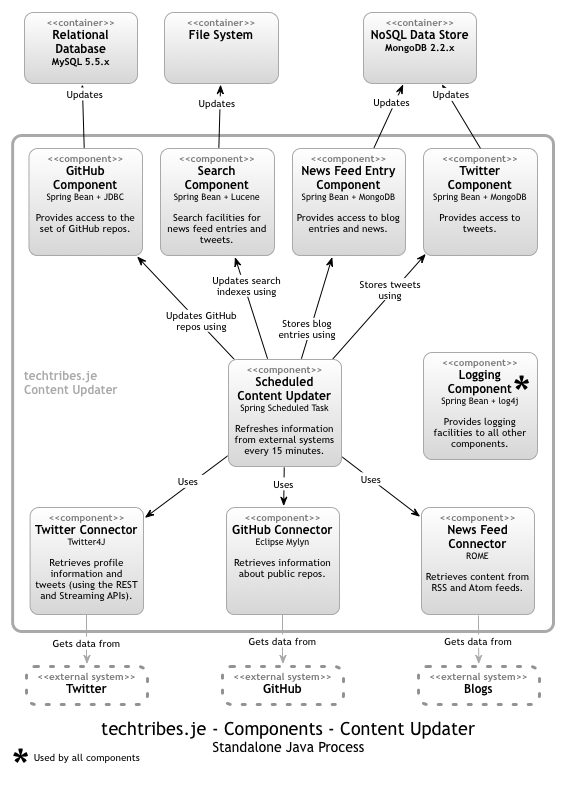 <<container>>
Relational
Database
MySQL 5.5.x
<<container>>
File System
<<container>>
NoSQL Data Store
MongoDB 2.2.x
Updates
Updates
Updates
Updates
<<component>>
GitHub
Component
Spring Bean + JDBC
Provides access to the
set of GitHub repos.
<<component>>
Search
Component
Spring Bean + Lucene
Search facilities for
news feed entries and
tweets.
<<component>>
News Feed Entry
Component
Spring Bean + MongoDB
Provides access to blog
entries and news.
<<component>>
Twitter
Component
Spring Bean + MongoDB
Provides access to
tweets.
Updates GitHub
repos using
Updates search
indexes using
Stores blog
entries using
Stores tweets
using
techtribes.je
Content Updater
<<component>>
Scheduled
Content Updater
Spring Scheduled Task
Refreshes information
from external systems
every 15 minutes.
<<component>>
Logging
Component *
Spring Bean + log4j
Provides logging
facilities to all other
components.
Uses
Uses
Uses
<<component>>
Twitter Connector
Twitter4J
Retrieves profile
information and
tweets (using the REST
and Streaming APIs).
<<component>>
GitHub Connector
Eclipse Mylyn
Retrieves information
about public repos.
<<component>>
News Feed
Connector
ROME
Retrieves content from
RSS and Atom feeds.
Gets data from
Gets data from
Gets data from
<<external system>>
Twitter
<<external system>>
GitHub
<<external system>>
Blogs
techtribes.je - Components - Content Updater
Standalone Java Process
* Used by all components